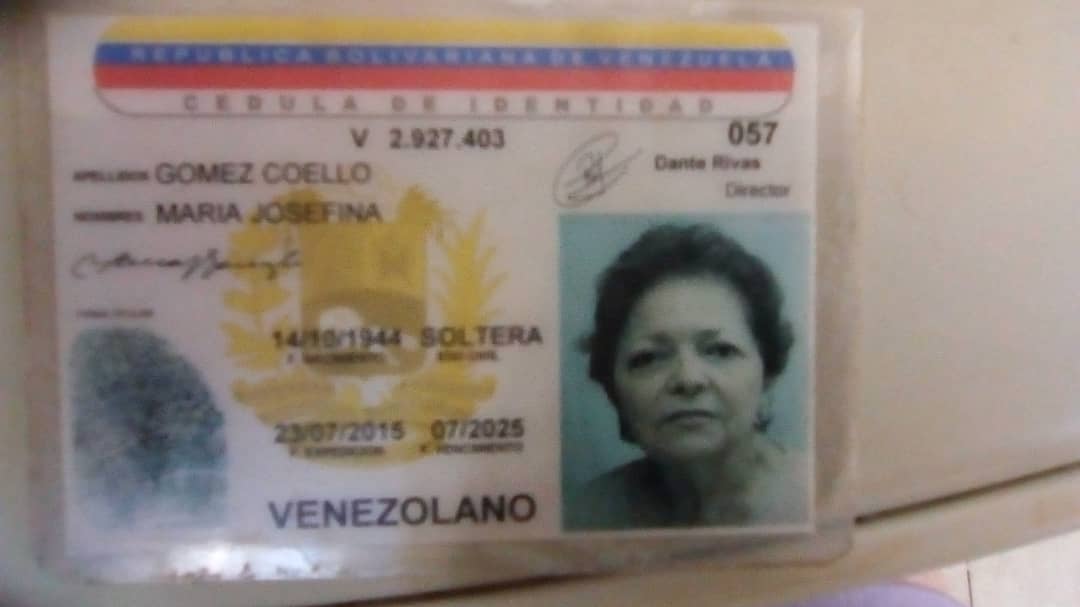 REPUBLICA BOLIVARIANA DE VENEZUELA
CEDULA DE IDENTIDAD
V 2.927.403
057
APELLIDOS GOMEZ COELLO
Dante Rivas
Director
NOMBRES MARIA JOSEFINA
14/10/1944 SOLTERA
F. NACIMIENTO EDO CIVIL
23/07/2015 07/2025
F. EXPEDICION F. VENCIMIENTO
VENEZOLANO